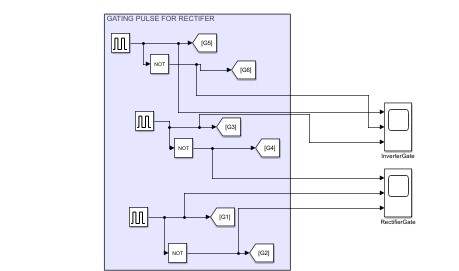 GATING PULSE FOR RECTIFER
[G5]
NOT
[G6]
[G3]
NOT
[G4]
InverterGate
[G1]
RectifierGate
NOT
[G2]